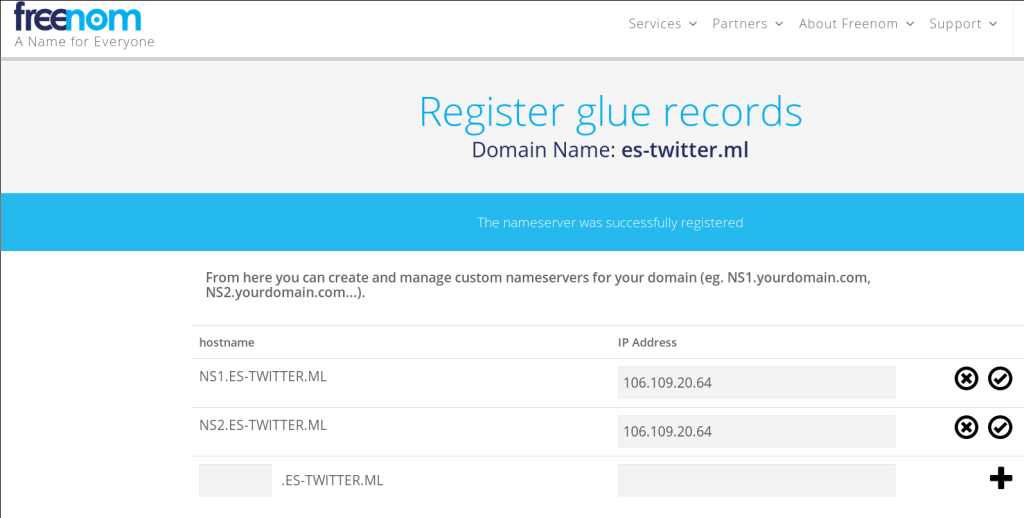 freenom
A Name for Everyone
Services Partners About Freenom Support
Register glue records
Domain Name: es-twitter.ml
The nameserver was successfully registered
From here you can create and manage custom nameservers for your domain (eg. NS1.yourdomain.com,
NS2.yourdomain.com...).
hostname IP Address
NS1.ES-TWITTER.ML 106.109.20.64
NS2.ES-TWITTER.ML 106.109.20.64
.ES-TWITTER.ML